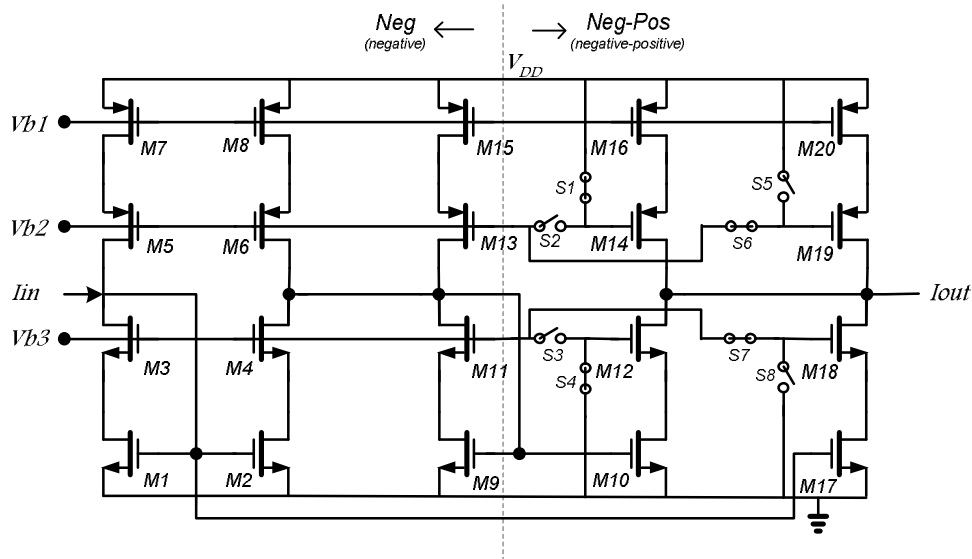 Neg
(negative)
Neg-Pos
(negative-positive)
VDD
Vb1
M7
M8
M15
M16
M20
S1
S5
Vb2
M5
M6
M13
S2
M14
S6
M19
Iin
Iout
Vb3
M3
M4
M11
S3
S4
M12
S7
S8
M18
M1
M2
M9
M10
M17